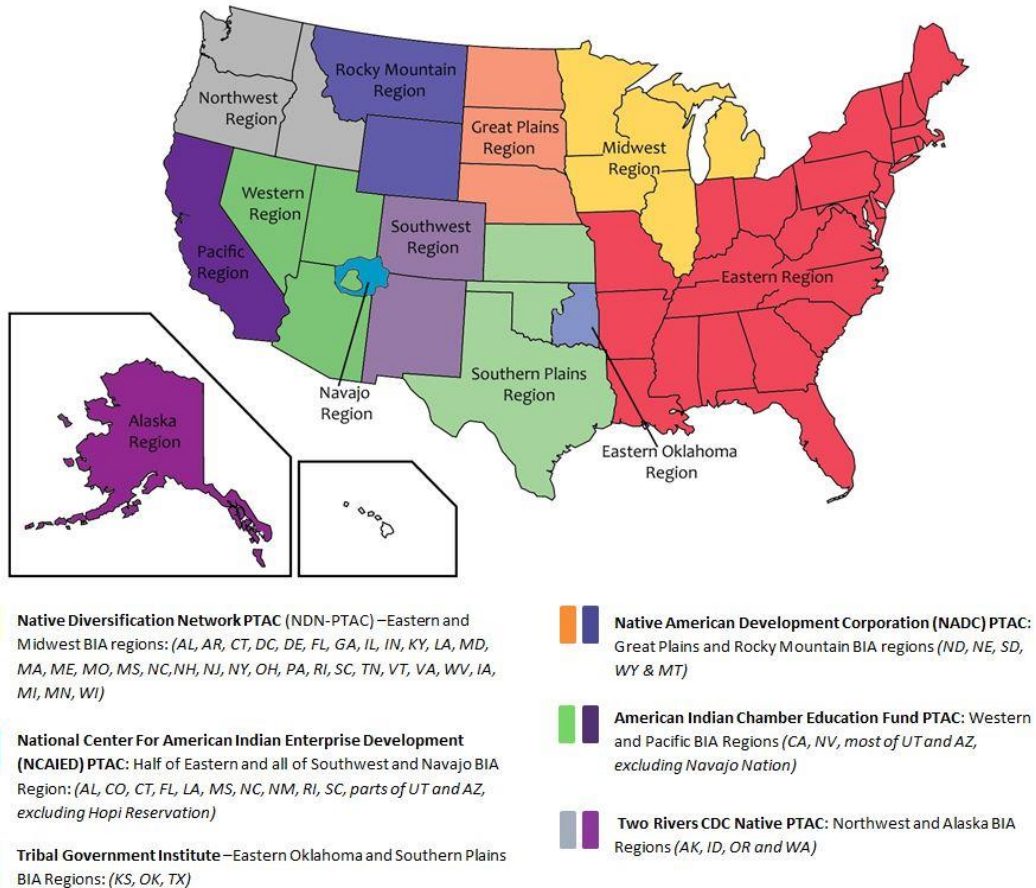 Rocky Mountain
Region
Northwest
Region
Great Plains
Region
Midwest
Region
Western
Region
Southwest
Region
Pacific
Region
Eastern Region
Navajo
Region
Southern Plains
Region
Eastern Oklahoma
Region
Alaska
Region
Native Diversification Network PTAC (NDN-PTAC) –Eastern and
Midwest BIA regions: (AL, AR, CT, DC, DE, FL, GA, IL, IN, KY, LA, MD,
MA, ME, MO, MS, NC,NH, NJ, NY, OH, PA, RI, SC, TN, VT, VA, WV, IA,
MI, MN, WI)
National Center For American Indian Enterprise Development
(NCAIED) PTAC: Half of Eastern and all of Southwest and Navajo BIA
Region: (AL, CO, CT, FL, LA, MS, NC, NM, RI, SC, parts of UT and AZ,
excluding Hopi Reservation)
Tribal Government Institute –Eastern Oklahoma and Southern Plains
BIA Regions: (KS, OK, TX)
Native American Development Corporation (NADC) PTAC:
Great Plains and Rocky Mountain BIA regions (ND, NE, SD,
WY & MT)
American Indian Chamber Education Fund PTAC: Western
and Pacific BIA Regions (CA, NV, most of UT and AZ,
excluding Navajo Nation)
Two Rivers CDC Native PTAC: Northwest and Alaska BIA
Regions (AK, ID, OR and WA)